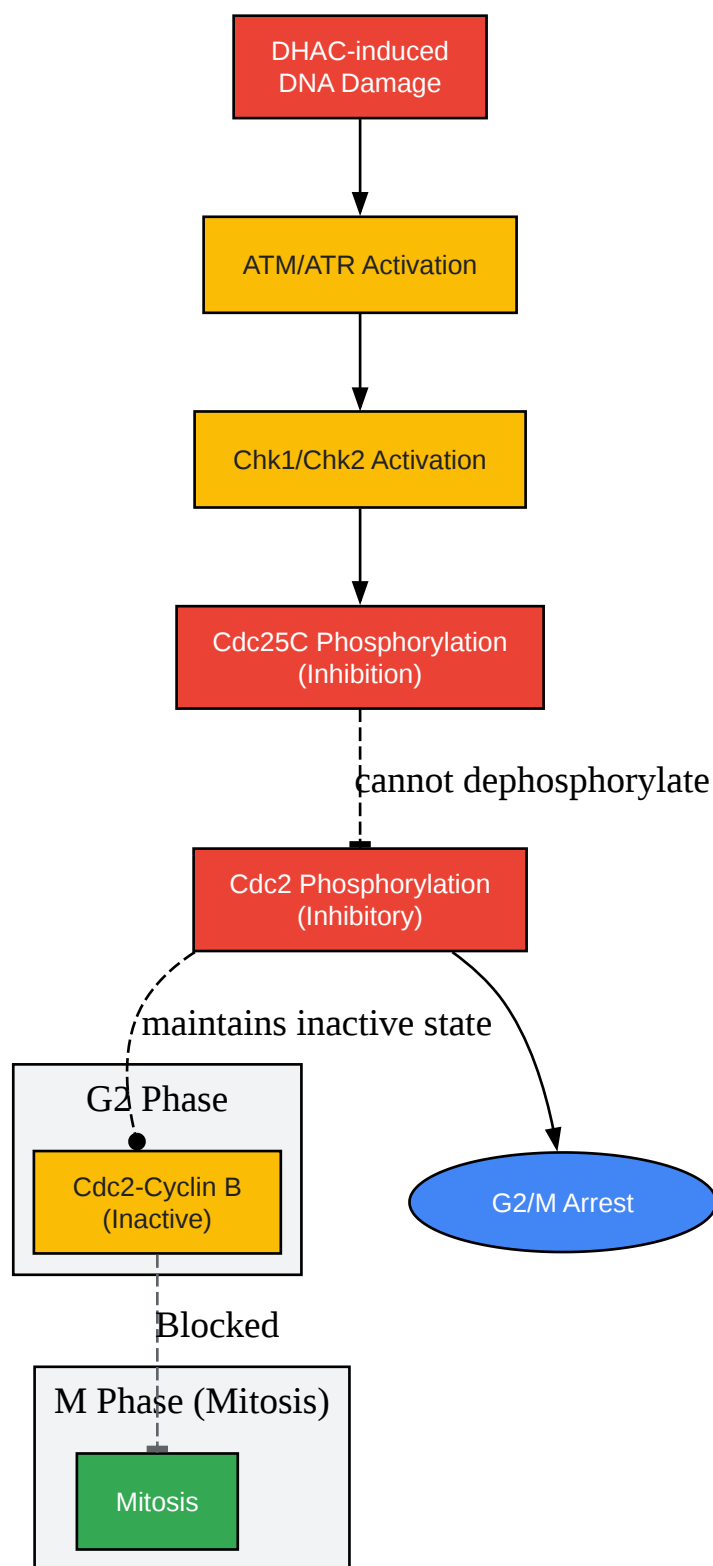 DHAC-induced
DNA Damage
ATM/ATR Activation
Chk1/Chk2 Activation
Cdc25C Phosphorylation
(Inhibition)
cannot dephosphorylate
Cdc2 Phosphorylation
(Inhibitory)
maintains inactive state
G2 Phase
Cdc2-Cyclin B
(Inactive)
G2/M Arrest
Blocked
M Phase (Mitosis)
Mitosis